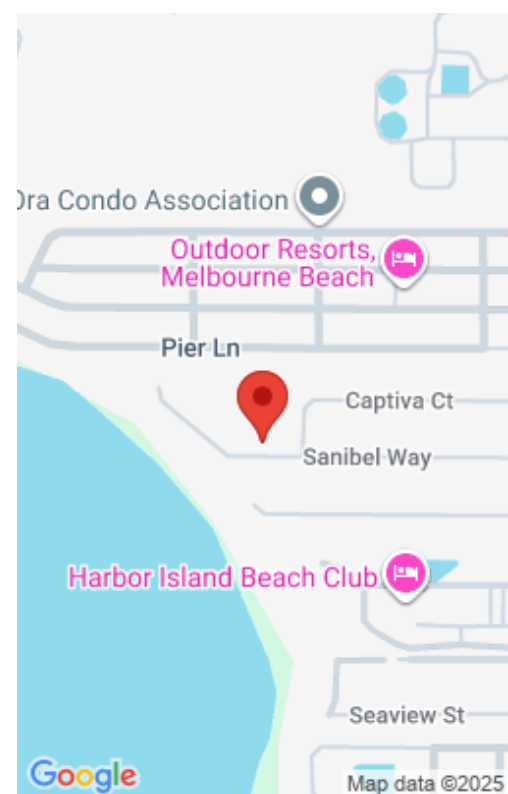 Ora Condo Association
Outdoor Resorts,
Melbourne Beach
Pier Ln
Captiva Ct
Sanibel Way
Harbor Island Beach Club
Seaview St
Google
Map data ©2025